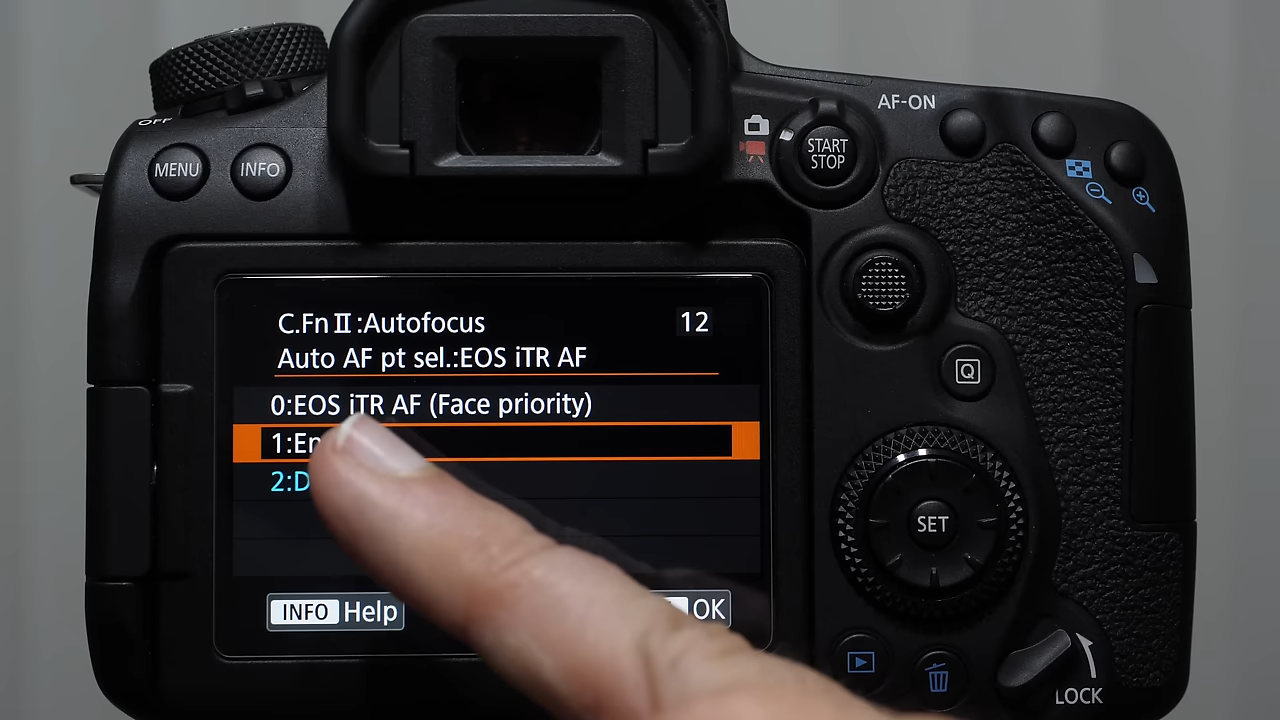 OFF
MENU
INFO
START
STOP
AF-ON
C.Fn II :Autofocus
12
Auto AF pt sel.:EOS iTR AF
0:EOS iTR AF (Face priority)
1:En
2:D
INFO Help
OK
Q
SET
LOCK